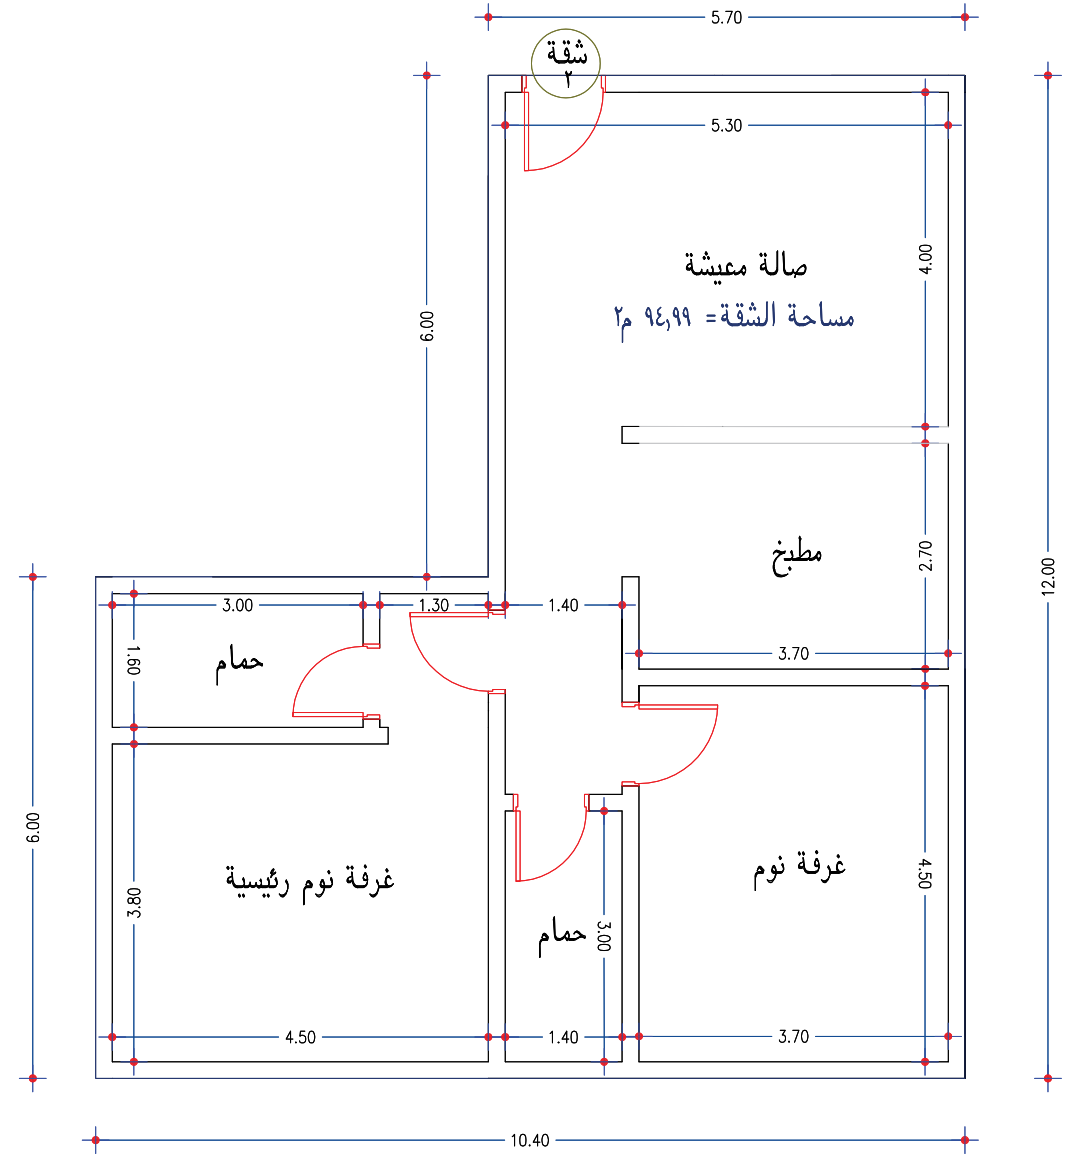 5.70
شقة
٢
5.30
4.00
صالة معيشة
مساحة الشقة= ٩٤,٩٩ م٢
6.00
2.70
مطبخ
12.00
3.00
1.30
1.40
1.60
حمام
3.70
6.00
3.80
غرفة نوم رئيسية
غرفة نوم
4.50
حمام
3.00
4.50
1.40
3.70
10.40